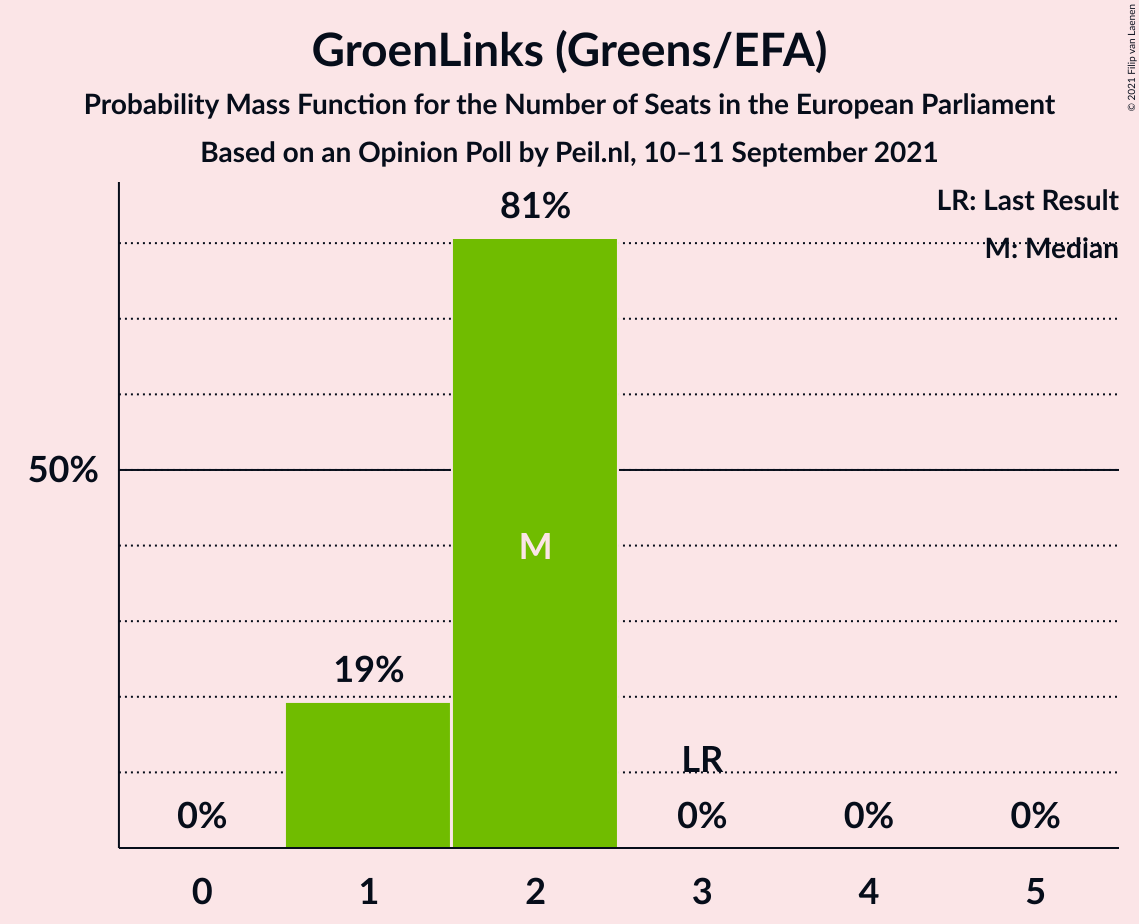 GroenLinks (Greens/EFA)
Probability Mass Function for the Number of Seats in the European Parliament
Based on an Opinion Poll by Peil.nl, 10–11 September 2021
© 2021 Filip van Laenen
LR: Last Result
M: Median
81%
50%
M
19%
LR
0% 0% 0% 0%
0 1 2 3 4 5